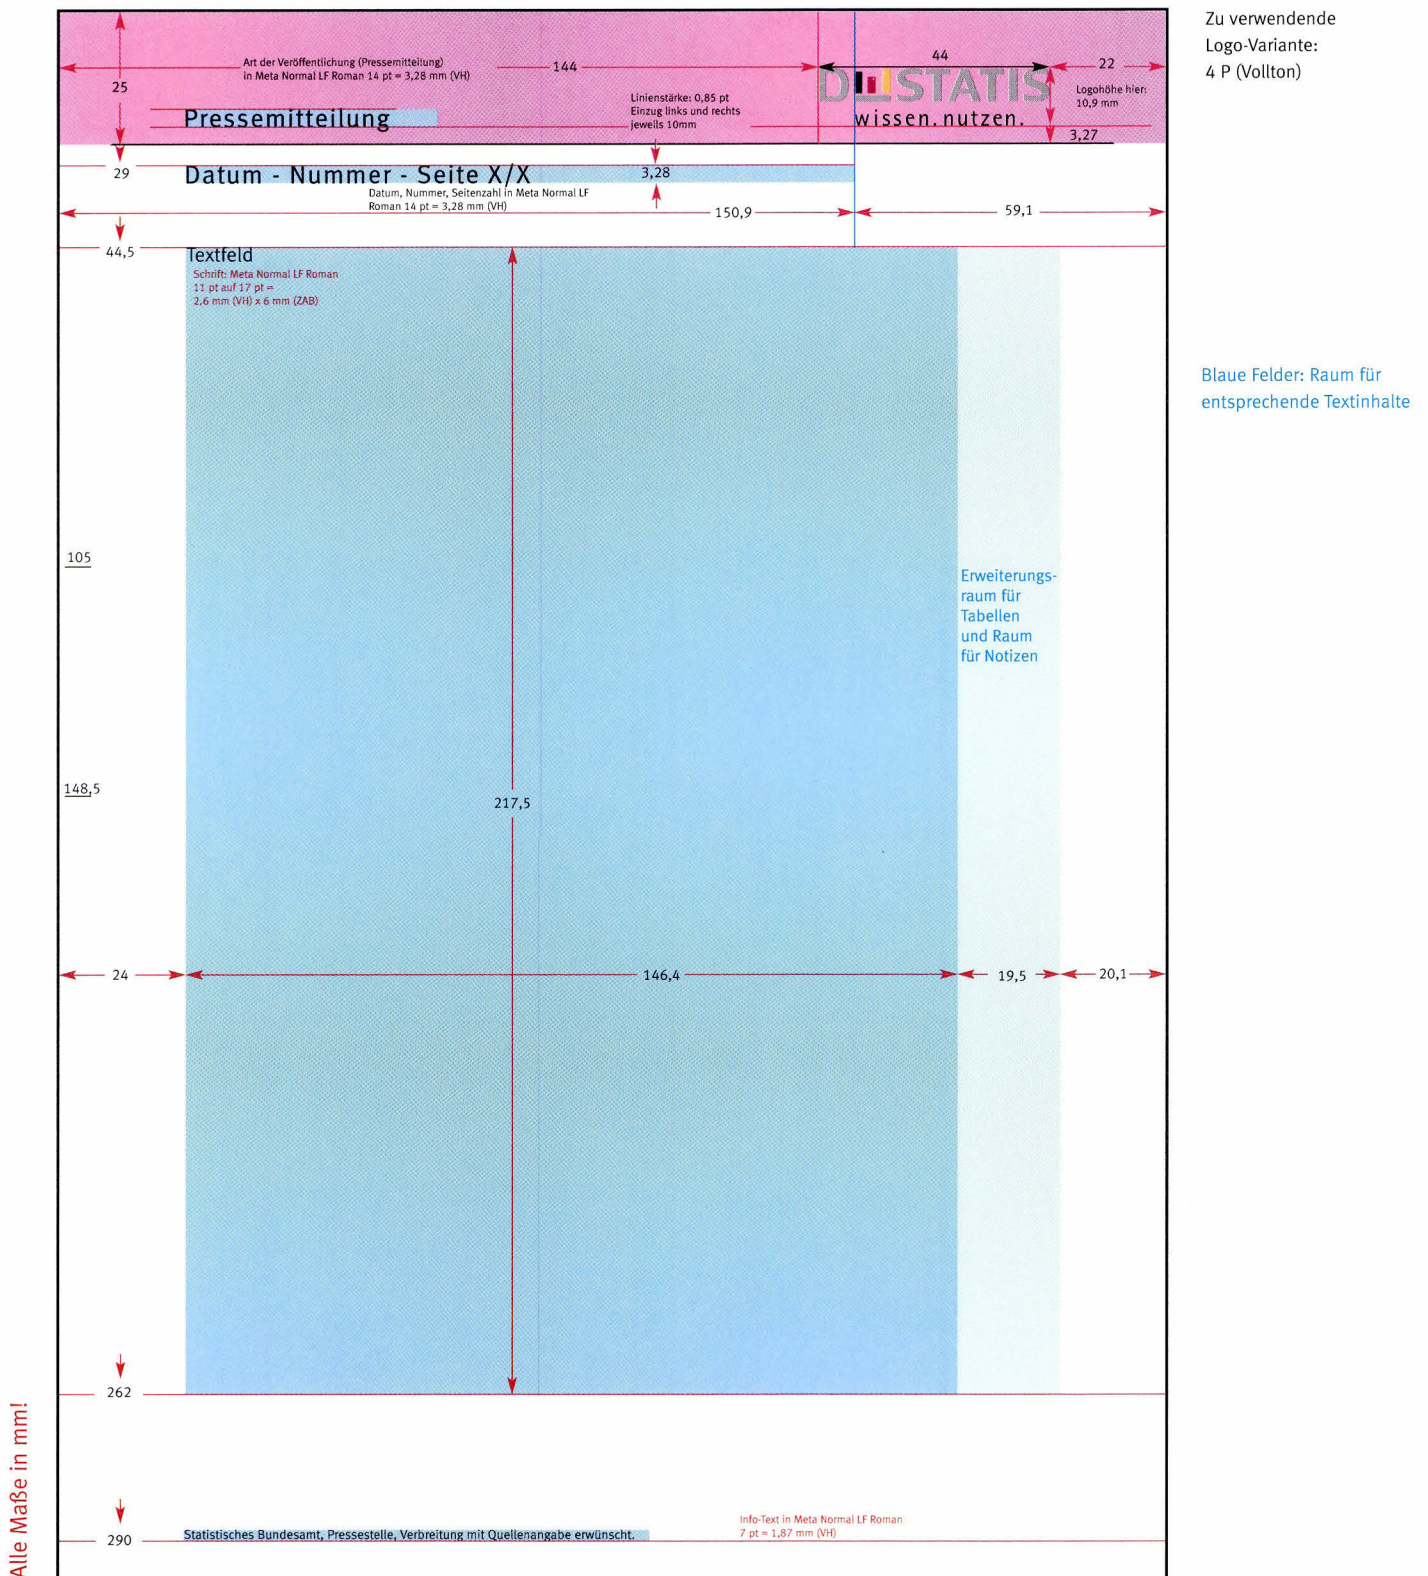 Zu verwendende
Logo-Variante:
4 P (Vollton)
Art der Veröffentlichung (Pressemitteilung)
in Meta Normal LF Roman 14 pt = 3,28 mm (VH)
144
44
22
25
Linienstärke: 0,85 pt
Einzug links und rechts
jeweils 10mm
DESTATIS
wissen.nutzen.
Logohöhe hier:
10,9 mm
3,27
Pressemitteilung
29
Datum - Nummer - Seite X/X
3,28
Datum, Nummer, Seitenzahl in Meta Normal LF
Roman 14 pt = 3,28 mm (VH)
150,9
59,1
44,5
Textfeld
Schrift: Meta Normal LF Roman
11 pt auf 17 pt =
2,6 mm (VH) x 6 mm (ZAB)
Blaue Felder: Raum für
entsprechende Textinhalte
105
Erweiterungs-
raum für
Tabellen
und Raum
für Notizen
148,5
217,5
24
146,4
19,5
20,1
262
Alle Maße in mm!
290
Statistisches Bundesamt, Pressestelle, Verbreitung mit Quellenangabe erwünscht.
Info-Text in Meta Normal LF Roman
7 pt = 1,87 mm (VH)